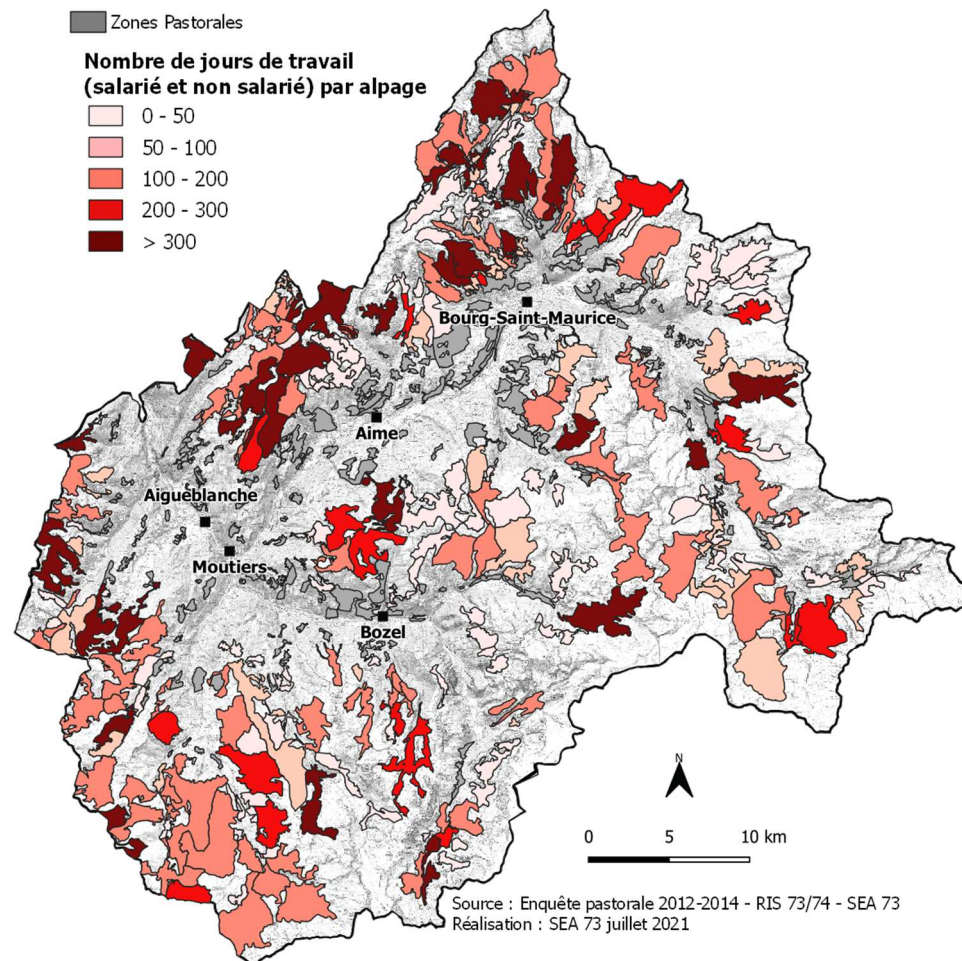 Zones Pastorales
Nombre de jours de travail
(salarié et non salarié) par alpage
0 - 50
50 - 100
100 - 200
200 - 300
> 300
Bourg-Saint-Maurice
Aime
Aigueblanche
Moutiers
Bozel
N
0 5 10 km
Source : Enquête pastorale 2012-2014 - RIS 73/74 - SEA 73
Réalisation : SEA 73 juillet 2021